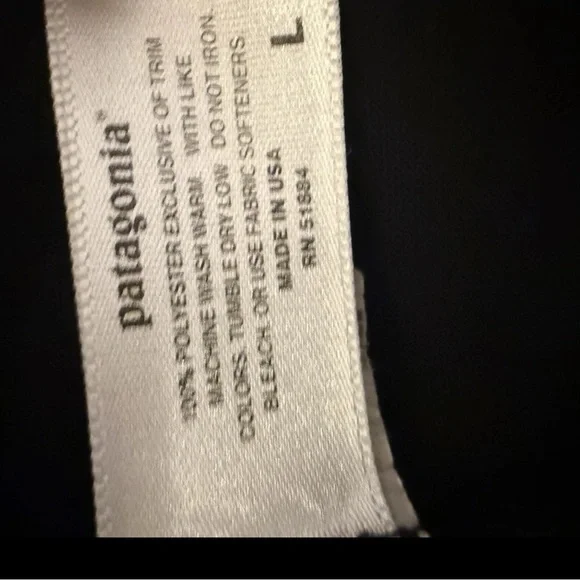 patagonia®
100% POLYESTER EXCLUSIVE OF TRIM
MACHINE WASH WARM WITH LIKE
COLORS. TUMBLE DRY LOW DO NOT IRON.
BLEACH. OR USE FABRIC SOFTENERS
MADE IN USA
RN 51884
L